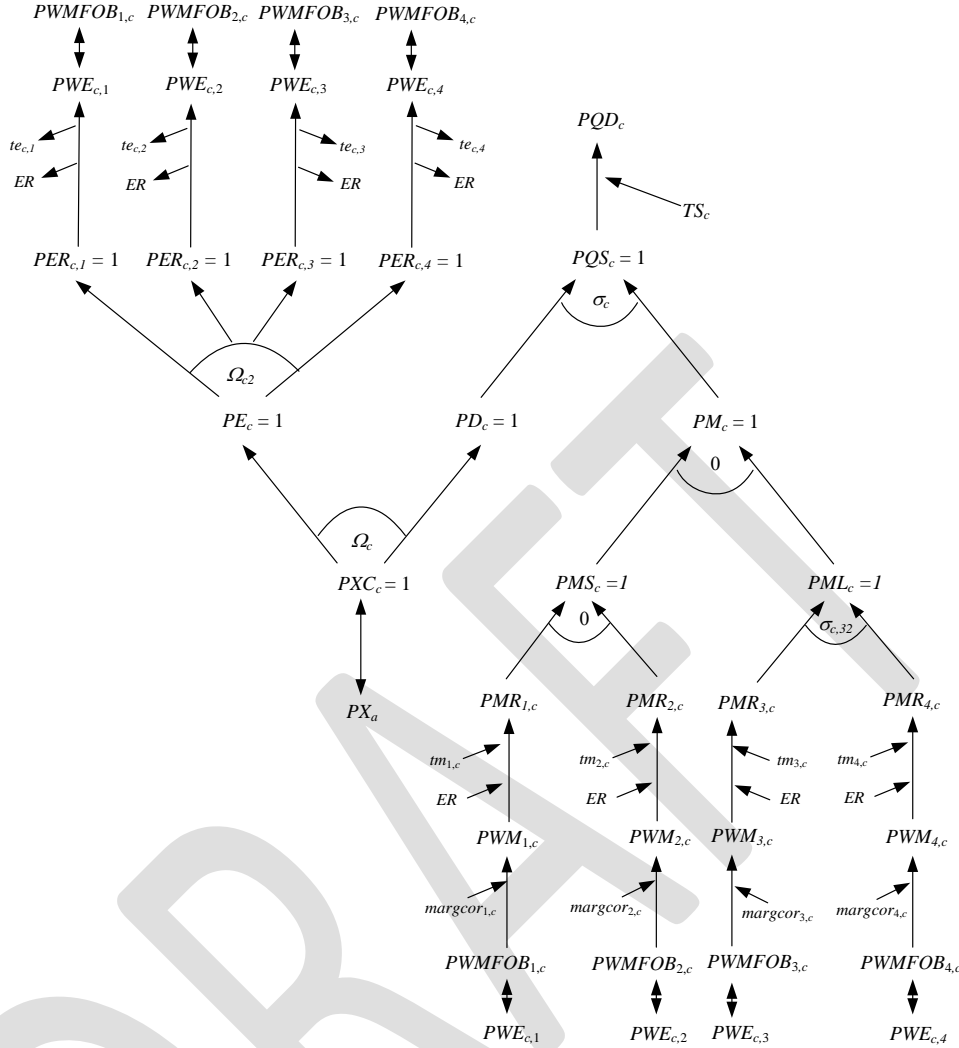 PWMFOB1,c PWMFOB2,c PWMFOB3,c PWMFOB4,c
PWEc,1 PWEc,2 PWEc,3 PWEc,4
PQDc
tec,1 tec,2 tec,3 tec,4
ER ER ER ER
TSc
PERc,1 = 1 PERc,2 = 1 PERc,3 = 1 PERc,4 = 1
PQSc = 1
σc
Ωc2
PEc = 1 PDc = 1 PMc = 1
0
Ωc
PXCc = 1 PMSc =1 PMLc =1
0 σc,32
PXa
PMR1,c PMR2,c PMR3,c PMR4,c
tm1,c tm2,c tm3,c tm4,c
ER ER ER ER
PWM1,c PWM2,c PWM3,c PWM4,c
margcor1,c margcor2,c margcor3,c margcor4,c
PWMFOB1,c PWMFOB2,c PWMFOB3,c PWMFOB4,c
PWEc,1 PWEc,2 PWEc,3 PWEc,4
DRAFT